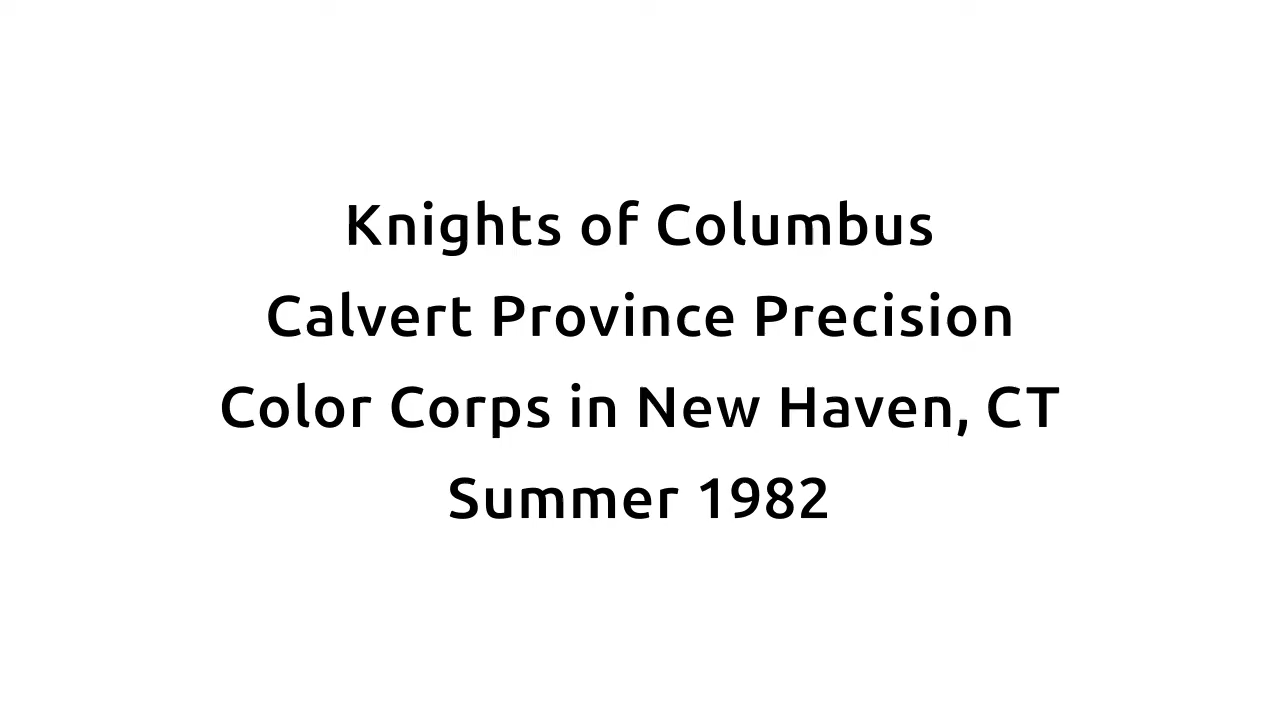 Knights of Columbus
Calvert Province Precision
Color Corps in New Haven, CT
Summer 1982